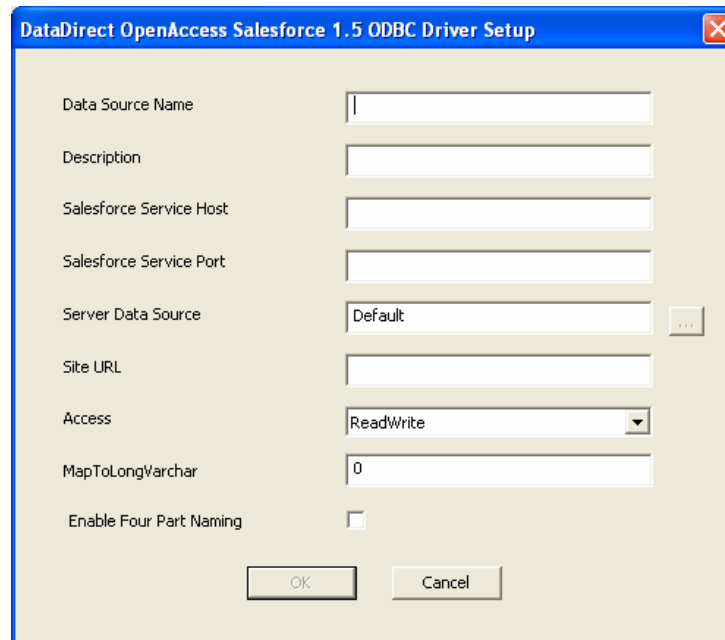 DataDirect OpenAccess Salesforce 1.5 ODBC Driver Setup
Data Source Name
Description
Salesforce Service Host
Salesforce Service Port
Server Data Source Default ...
Site URL
Access ReadWrite
MapToLongVarchar 0
Enable Four Part Naming
OK Cancel